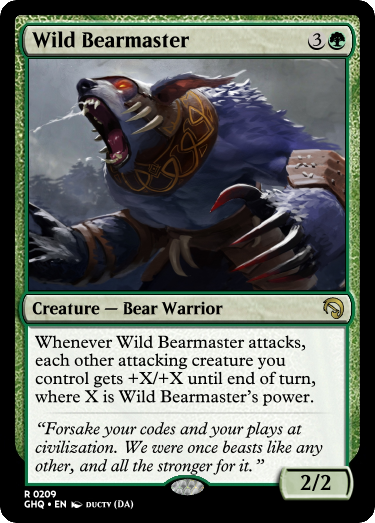 Wild Bearmaster 3
Creature — Bear Warrior
Whenever Wild Bearmaster attacks,
each other attacking creature you
control gets +X/+X until end of turn,
where X is Wild Bearmaster's power.
“Forsake your codes and your plays at
civilization. We were once beasts like any
other, and all the stronger for it.”
2/2
R 0209
GHQ • EN DUCTV (DA)